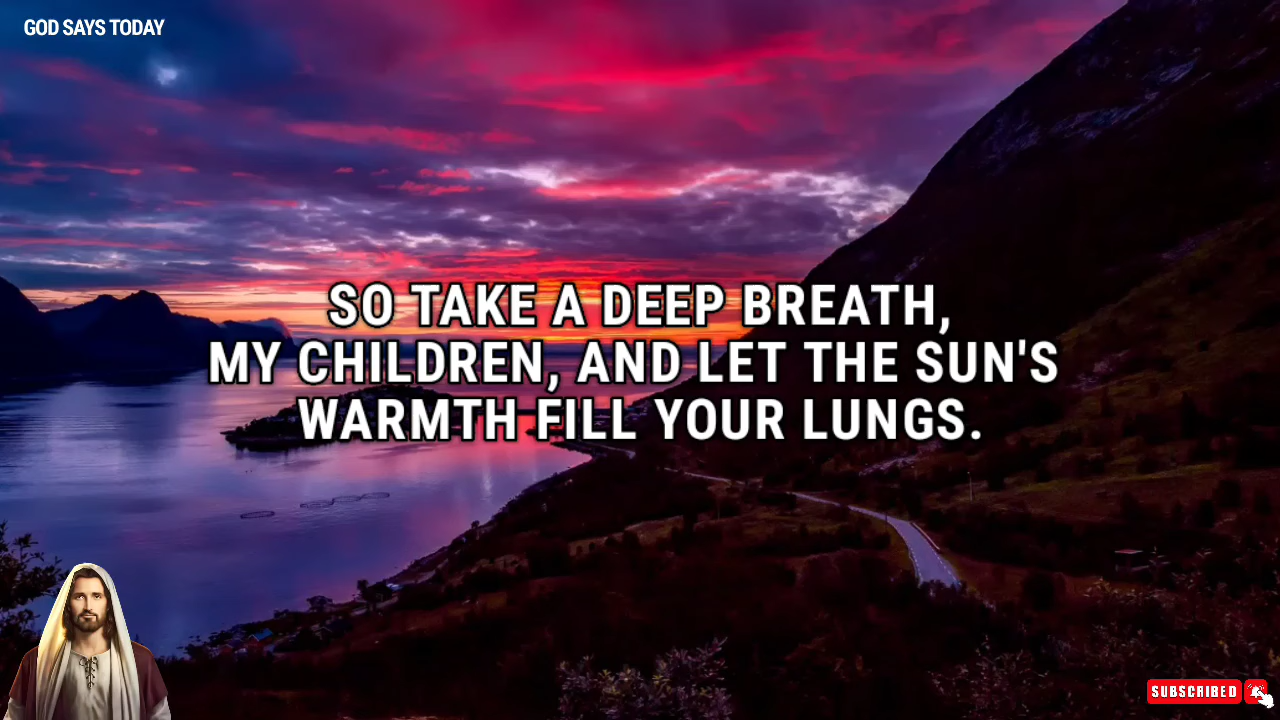 GOD SAYS TODAY
SO TAKE A DEEP BREATH,
MY CHILDREN, AND LET THE SUN'S
WARMTH FILL YOUR LUNGS.
SUBSCRIBED